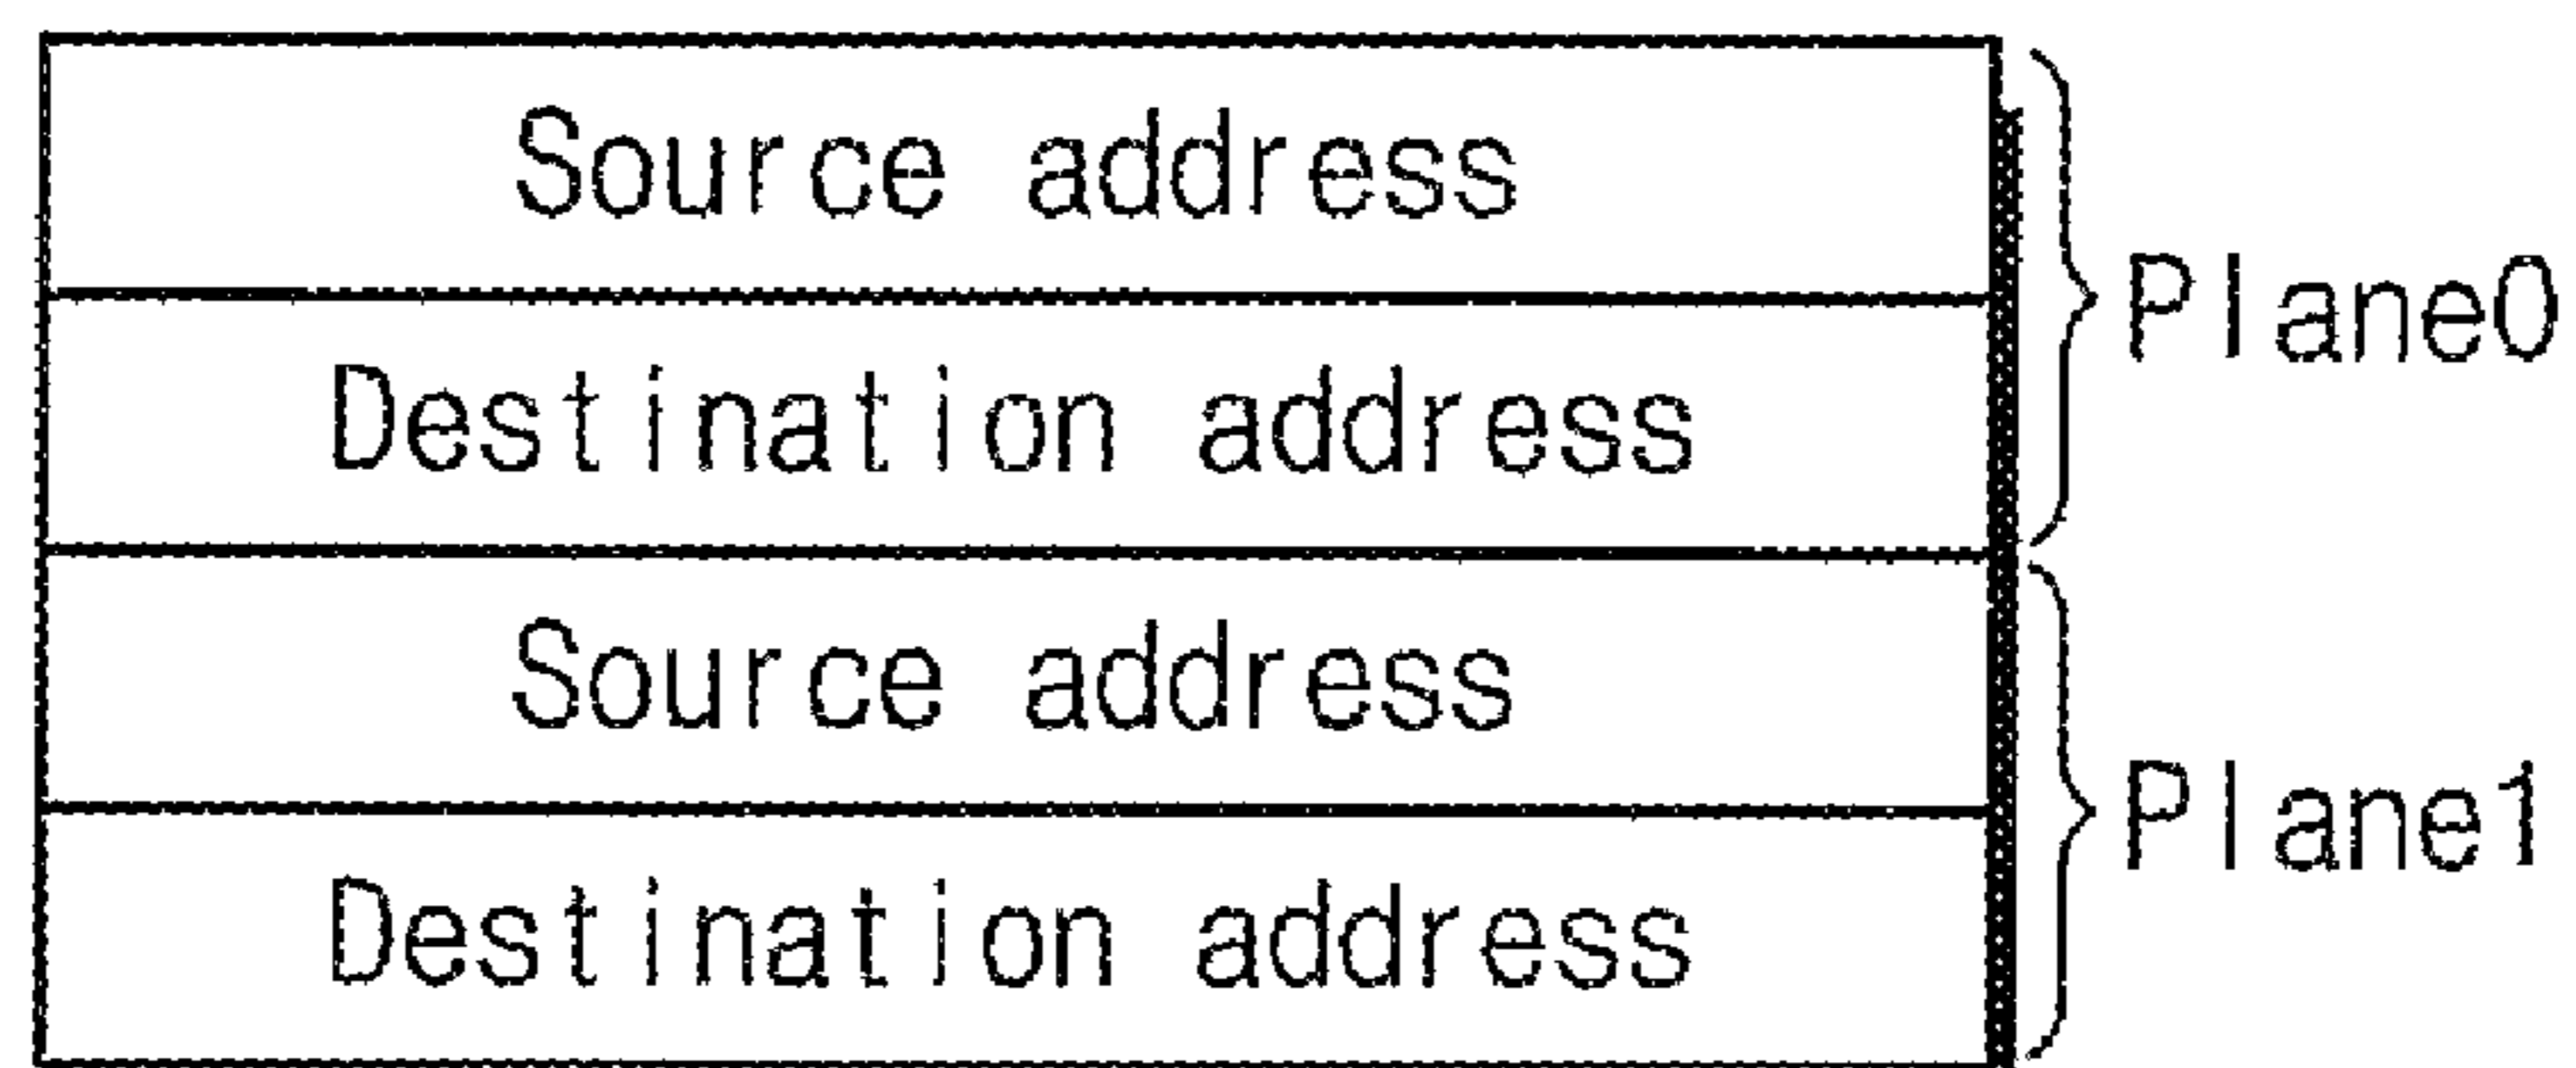 Source address
Destination address
Plane0
Source address
Destination address
Plane1